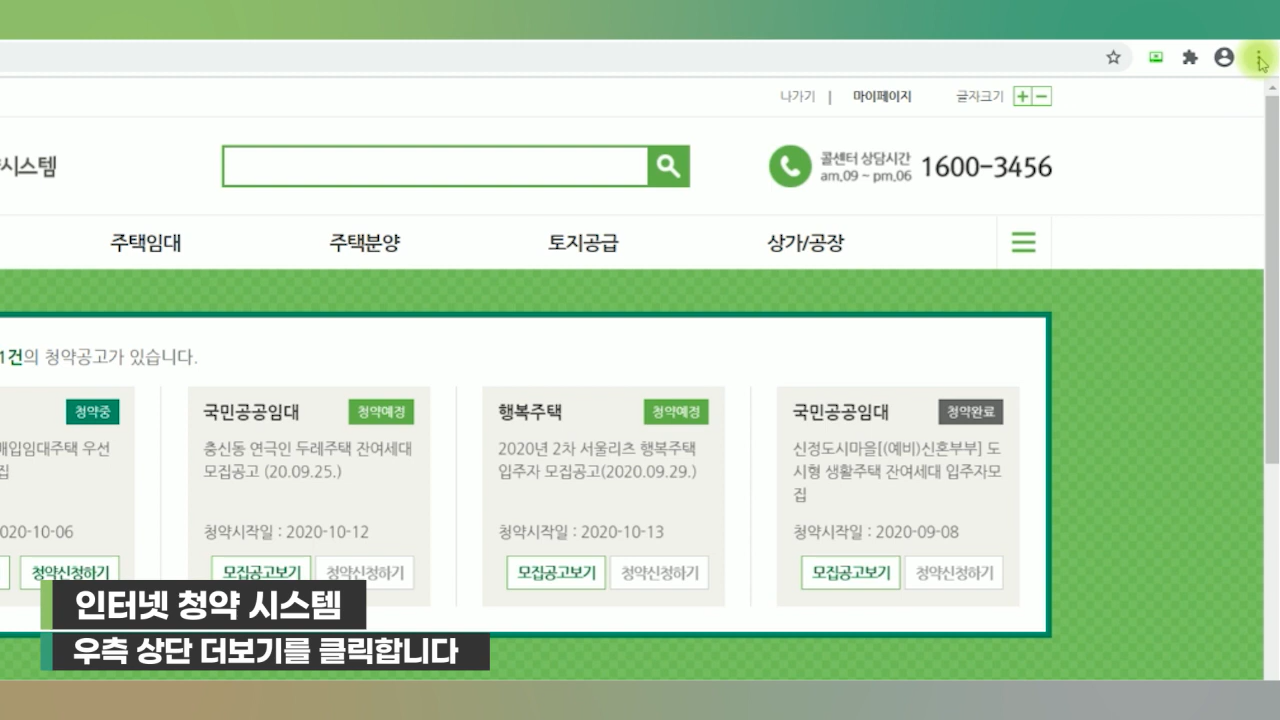 나가기 | 마이페이지 글자크기 + −
시스템
콜센터 상담시간
am.09 ~ pm.06
1600-3456
주택임대 주택분양 토지공급 상가/공장
1건의 청약공고가 있습니다.
청약중
매입임대주택 우선
집
020-10-06
청약신청하기
국민공공임대 청약예정
충신동 연극인 두레주택 잔여세대
모집공고 (20.09.25.)
청약시작일 : 2020-10-12
모집공고보기 청약신청하기
행복주택 청약예정
2020년 2차 서울리츠 행복주택
입주자 모집공고(2020.09.29.)
청약시작일 : 2020-10-13
모집공고보기 청약신청하기
국민공공임대 청약완료
신정도시마을[(예비)신혼부부] 도
시형 생활주택 잔여세대 입주자모
집
청약시작일 : 2020-09-08
모집공고보기 청약신청하기
인터넷 청약 시스템
우측 상단 더보기를 클릭합니다